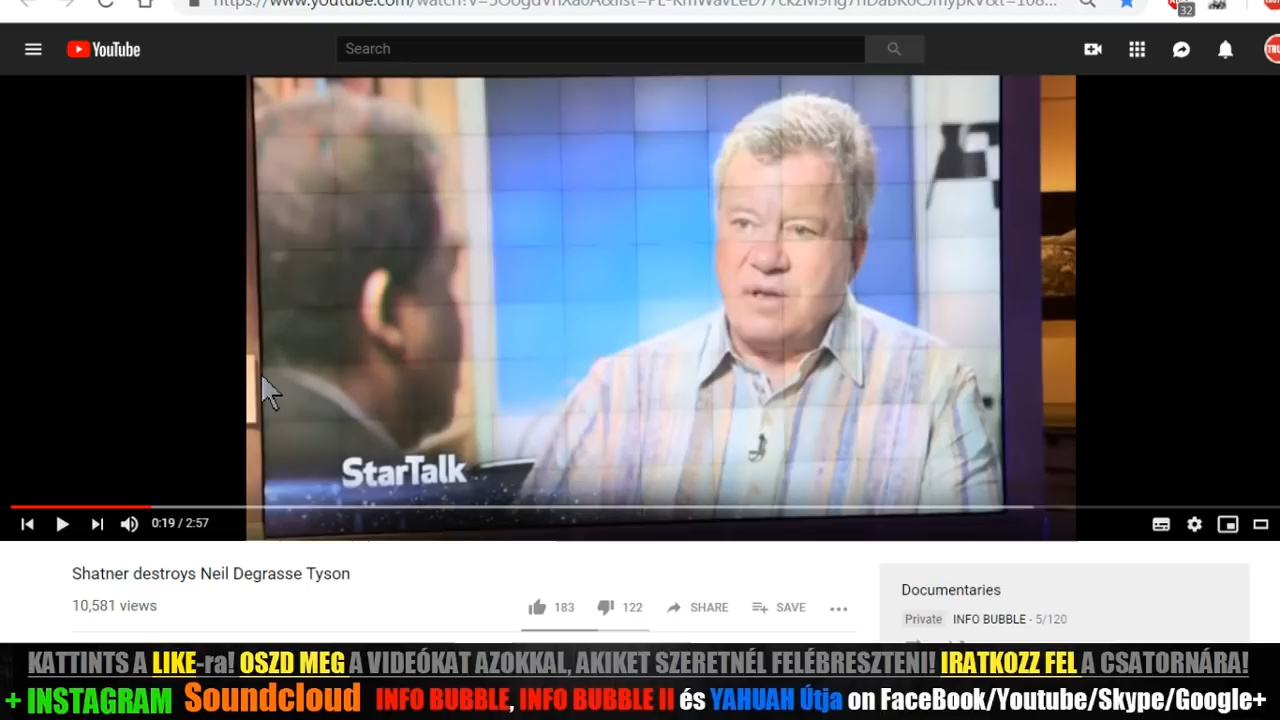 YouTube
Search
32
StarTalk
0:19 / 2:57
Shatner destroys Neil Degrasse Tyson
10,581 views
183
122
SHARE
SAVE
Documentaries
Private INFO BUBBLE - 5/120
KATTINTS A LIKE-ra! OSZD MEG A VIDEÓKAT AZOKKAL, AKIKET SZERETNÉL FELÉBRESZTENI! IRATKOZZ FEL A CSATORNÁRA!
+ INSTAGRAM Soundcloud INFO BUBBLE, INFO BUBBLE II és YAHUAH Útja on FaceBook/Youtube/Skype/Google+